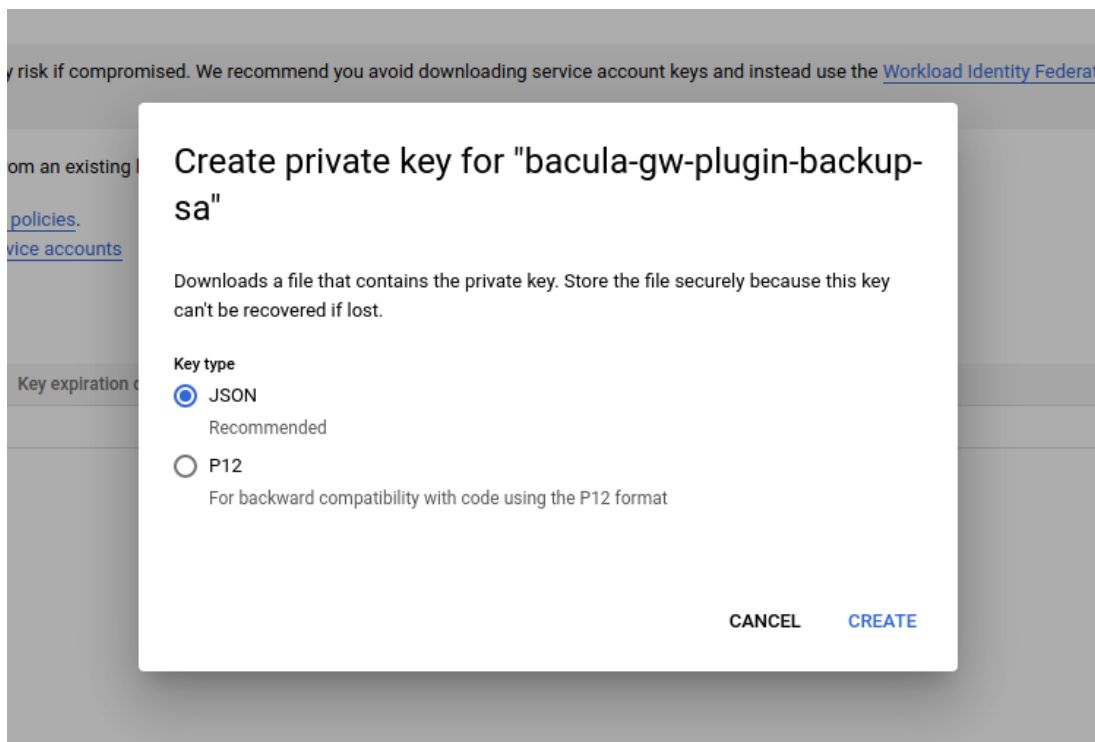 y risk if compromised. We recommend you avoid downloading service account keys and instead use the Workload Identity Federat
Create private key for "bacula-gw-plugin-backup-
sa"
om an existing
policies.
vice accounts
Downloads a file that contains the private key. Store the file securely because this key
can't be recovered if lost.
Key type
Key expiration
JSON
Recommended
P12
For backward compatibility with code using the P12 format
CANCEL CREATE